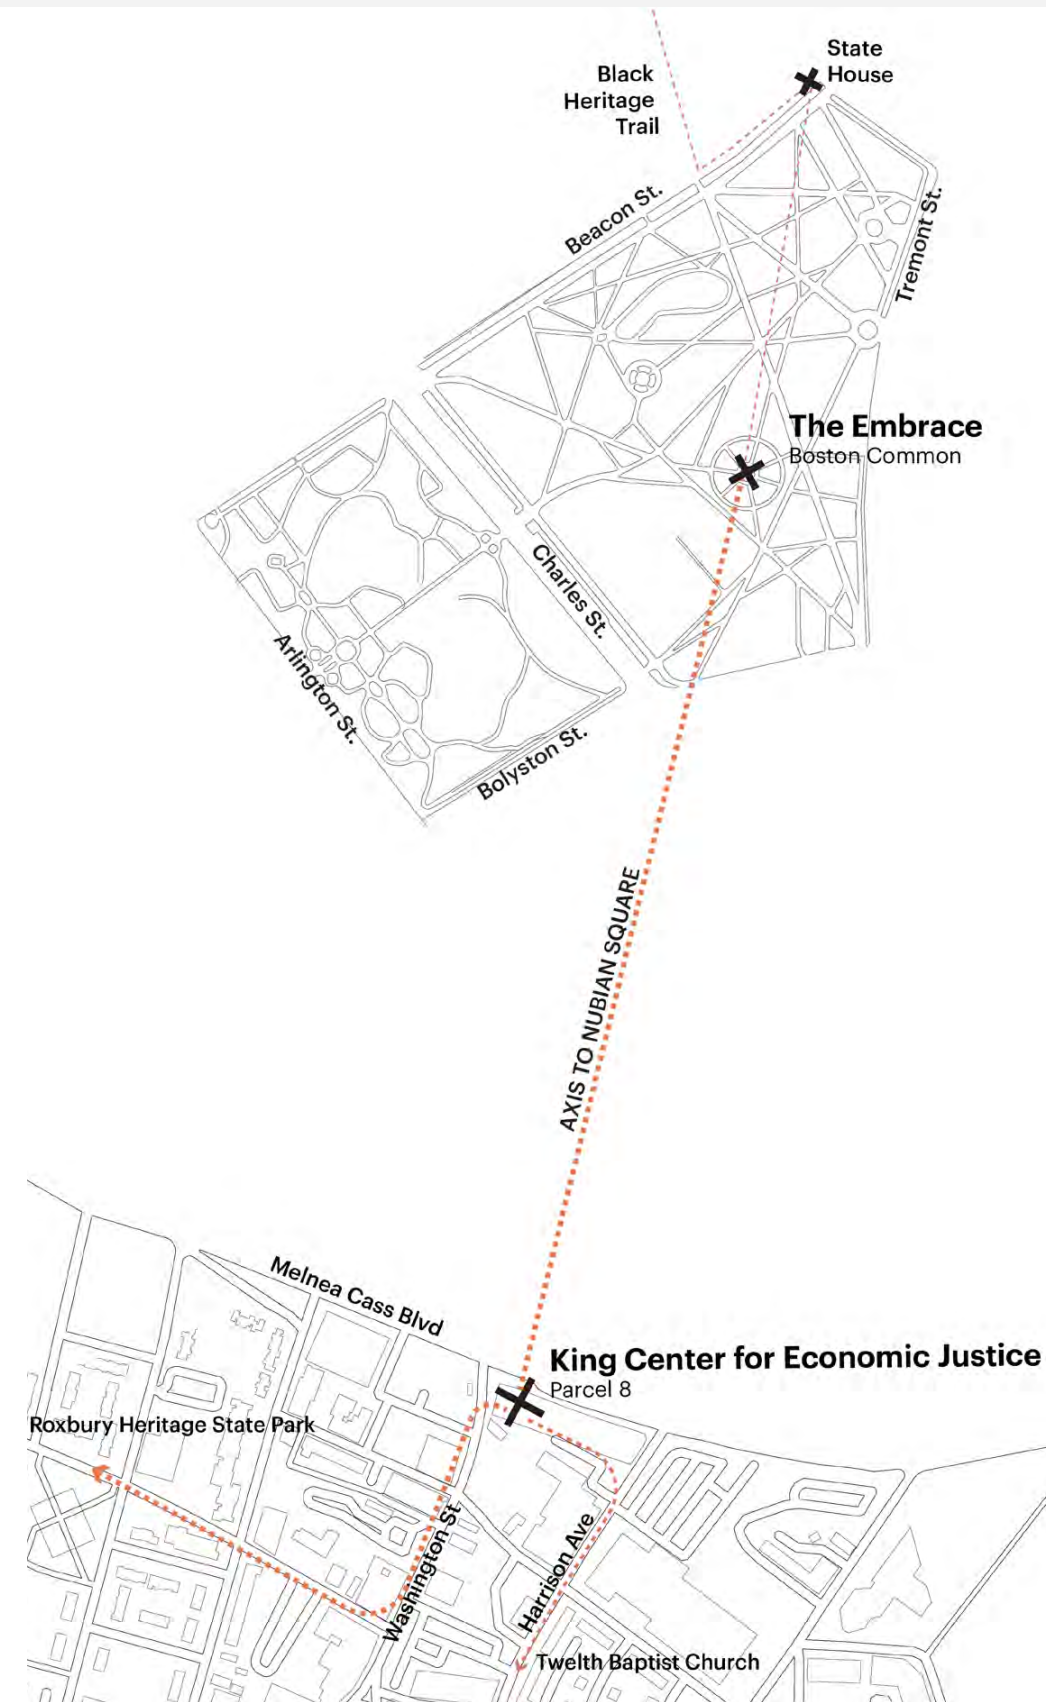 State
House
Black
Heritage
Trail
Beacon St.
Tremont St.
The Embrace
Boston Common
Charles St.
Arlington St.
Bolyston St.
AXIS TO NUBIAN SQUARE
Melnea Cass Blvd
King Center for Economic Justice
Parcel 8
Roxbury Heritage State Park
Washington St.
Harrison Ave
Twelth Baptist Church